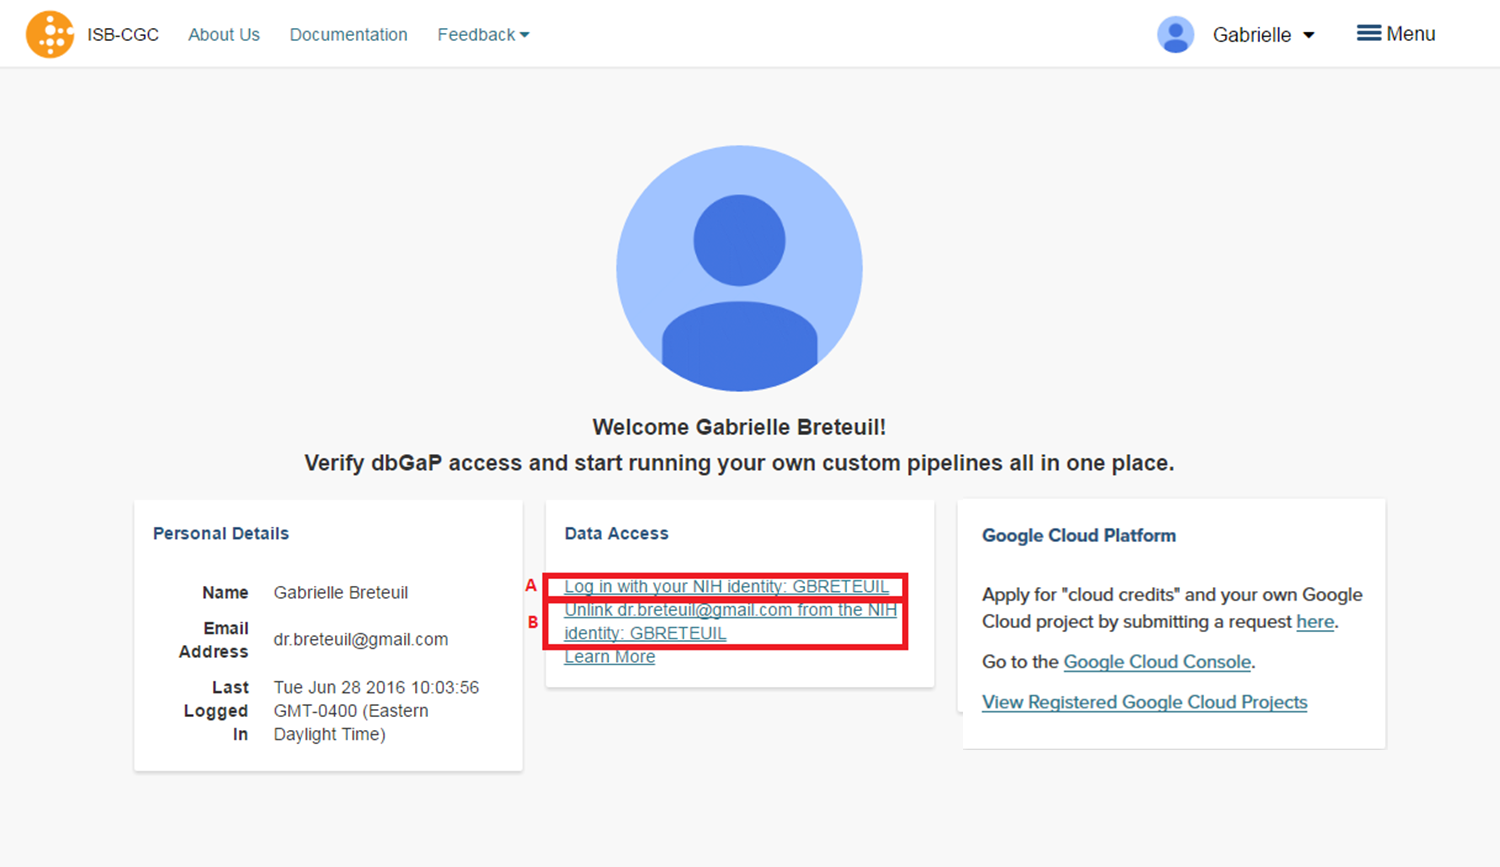 ISB-CGC About Us Documentation Feedback Gabrielle Menu
Welcome Gabrielle Breteuil!
Verify dbGaP access and start running your own custom pipelines all in one place.
Personal Details
Name Gabrielle Breteuil
Email Address dr.breteuil@gmail.com
Last Logged In Tue Jun 28 2016 10:03:56
GMT-0400 (Eastern
Daylight Time)
Data Access
A Log in with your NIH identity: GBRETEUIL
B Unlink dr.breteuil@gmail.com from the NIH
identity: GBRETEUIL
Learn More
Google Cloud Platform
Apply for "cloud credits" and your own Google
Cloud project by submitting a request here.
Go to the Google Cloud Console.
View Registered Google Cloud Projects